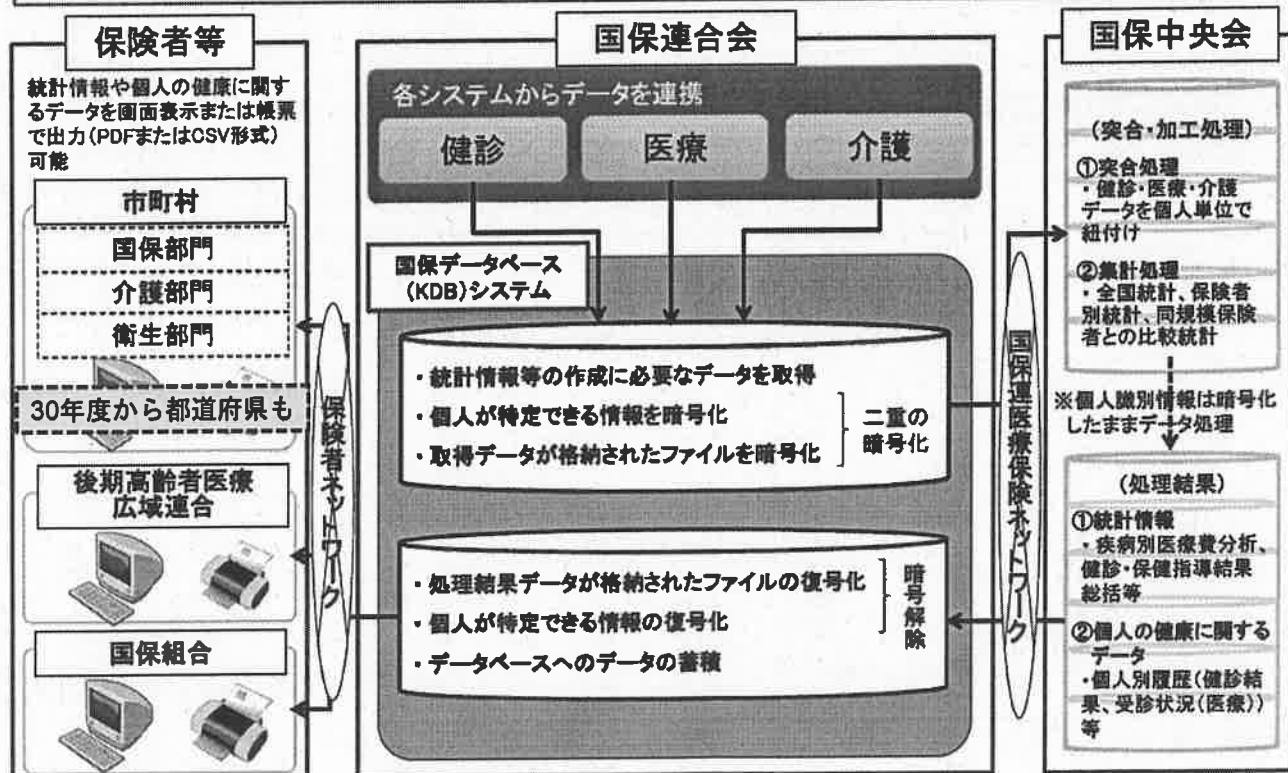 保険者等
統計情報や個人の健康に関す
るデータを画面表示または帳票
で出力(PDFまたはCSV形式)
可能
市町村
国保部門
介護部門
衛生部門
30年度から都道府県も
後期高齢者医療
広域連合
国保組合
保険者ネットワーク
国保連合会
各システムからデータを連携
健診
医療
介護
国保データベース
(KDB)システム
・統計情報等の作成に必要なデータを取得
・個人が特定できる情報を暗号化
・取得データが格納されたファイルを暗号化
二重の
暗号化
・処理結果データが格納されたファイルの復号化
・個人が特定できる情報の復号化
・データベースへのデータの蓄積
暗号解除
国保連医療保険ネットワーク
国保中央会
(突合・加工処理)
①突合処理
・健診・医療・介護
データを個人単位で
紐付け
②集計処理
・全国統計、保険者
別統計、同規模保険
者との比較統計
※個人識別情報は暗号化
したままデータ処理
(処理結果)
①統計情報
・疾病別医療費分析、
健診・保健指導結果
総括等
②個人の健康に関する
データ
・個人別履歴(健診結
果、受診状況(医療))
等